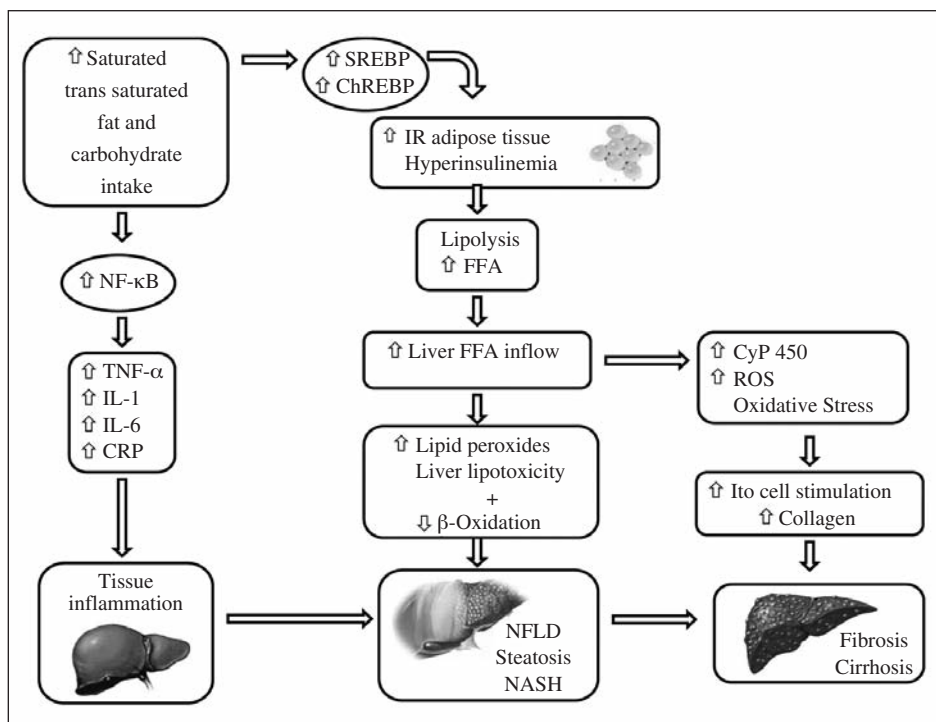 ⇧ Saturated
trans saturated
fat and
carbohydrate
intake
⇧ SREBP
⇧ ChREBP
⇧ IR adipose tissue
Hyperinsulinemia
Lipolysis
⇧ FFA
⇧ NF-κB
⇧ Liver FFA inflow
⇧ CyP 450
⇧ ROS
Oxidative Stress
⇧ TNF-α
⇧ IL-1
⇧ IL-6
⇧ CRP
⇧ Lipid peroxides
Liver lipotoxicity
+
⇩ β-Oxidation
⇧ Ito cell stimulation
⇧ Collagen
Tissue
inflammation
NFLD
Steatosis
NASH
Fibrosis
Cirrhosis